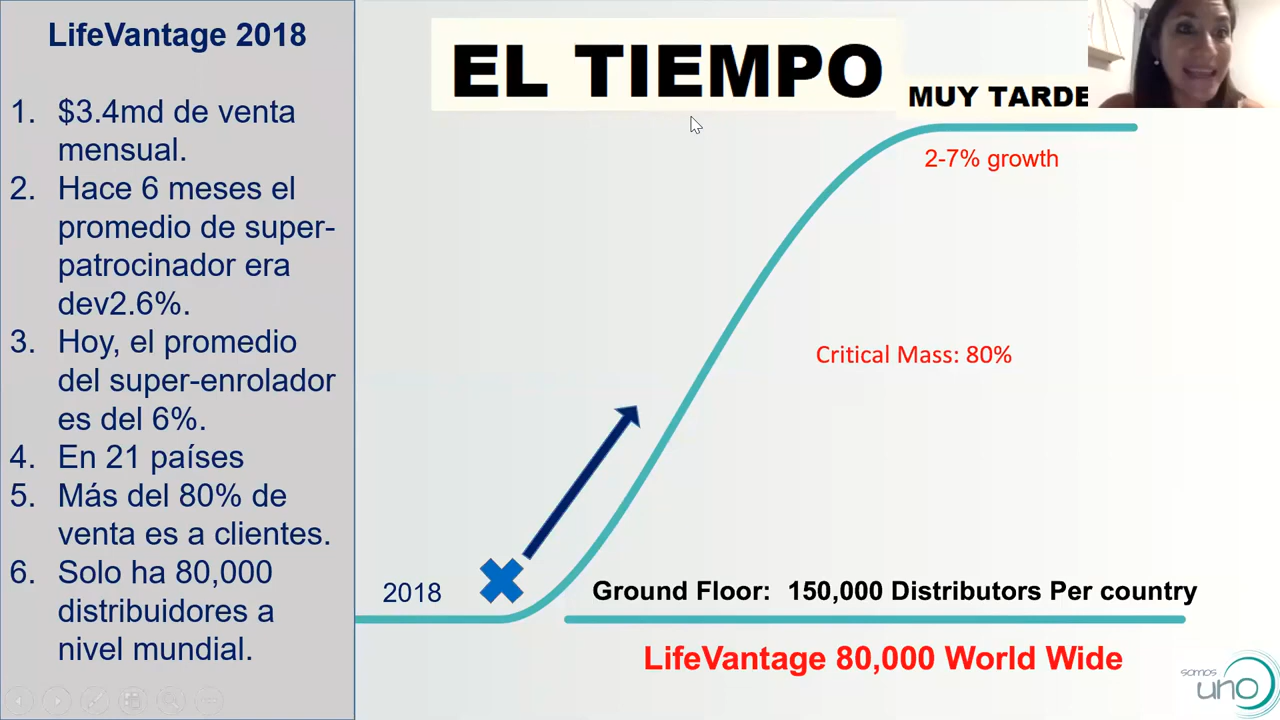 LifeVantage 2018
1. $3.4md de venta
mensual.
2. Hace 6 meses el
promedio de super-
patrocinador era
dev2.6%.
3. Hoy, el promedio
del super-enrolador
es del 6%.
4. En 21 países
5. Más del 80% de
venta es a clientes.
6. Solo ha 80,000
distribuidores a
nivel mundial.
EL TIEMPO
MUY TARDE
2-7% growth
Critical Mass: 80%
2018
Ground Floor: 150,000 Distributors Per country
LifeVantage 80,000 World Wide
somos
uno